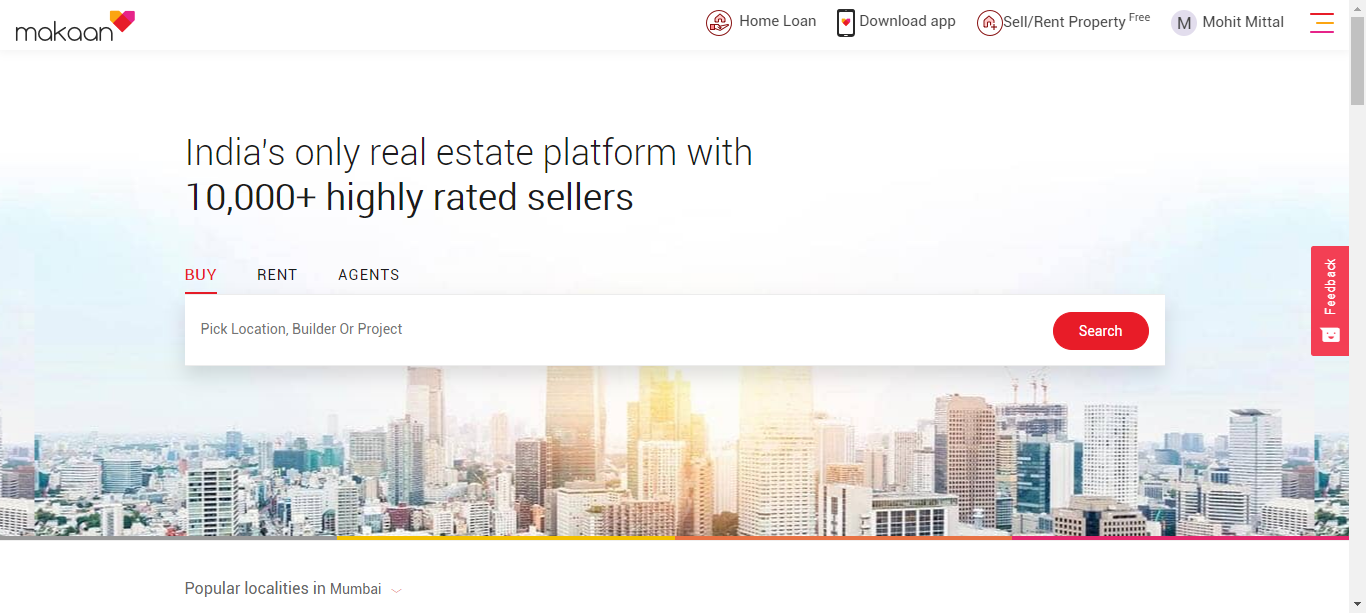 makaan
Home Loan
Download app
Sell/Rent Property Free
M
Mohit Mittal
India's only real estate platform with
10,000+ highly rated sellers
BUY
RENT
AGENTS
Pick Location, Builder Or Project
Search
Feedback
Popular localities in Mumbai